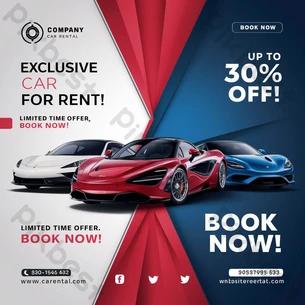 COMPANY
CAR RENTAL
BOOK NOW
EXCLUSIVE
CAR
FOR RENT!
LIMITED TIME OFFER,
BOOK NOW!
UP TO
30%
OFF!
LIMITED TIME OFFER.
BOOK NOW!
BOOK
NOW!
www.carental.com